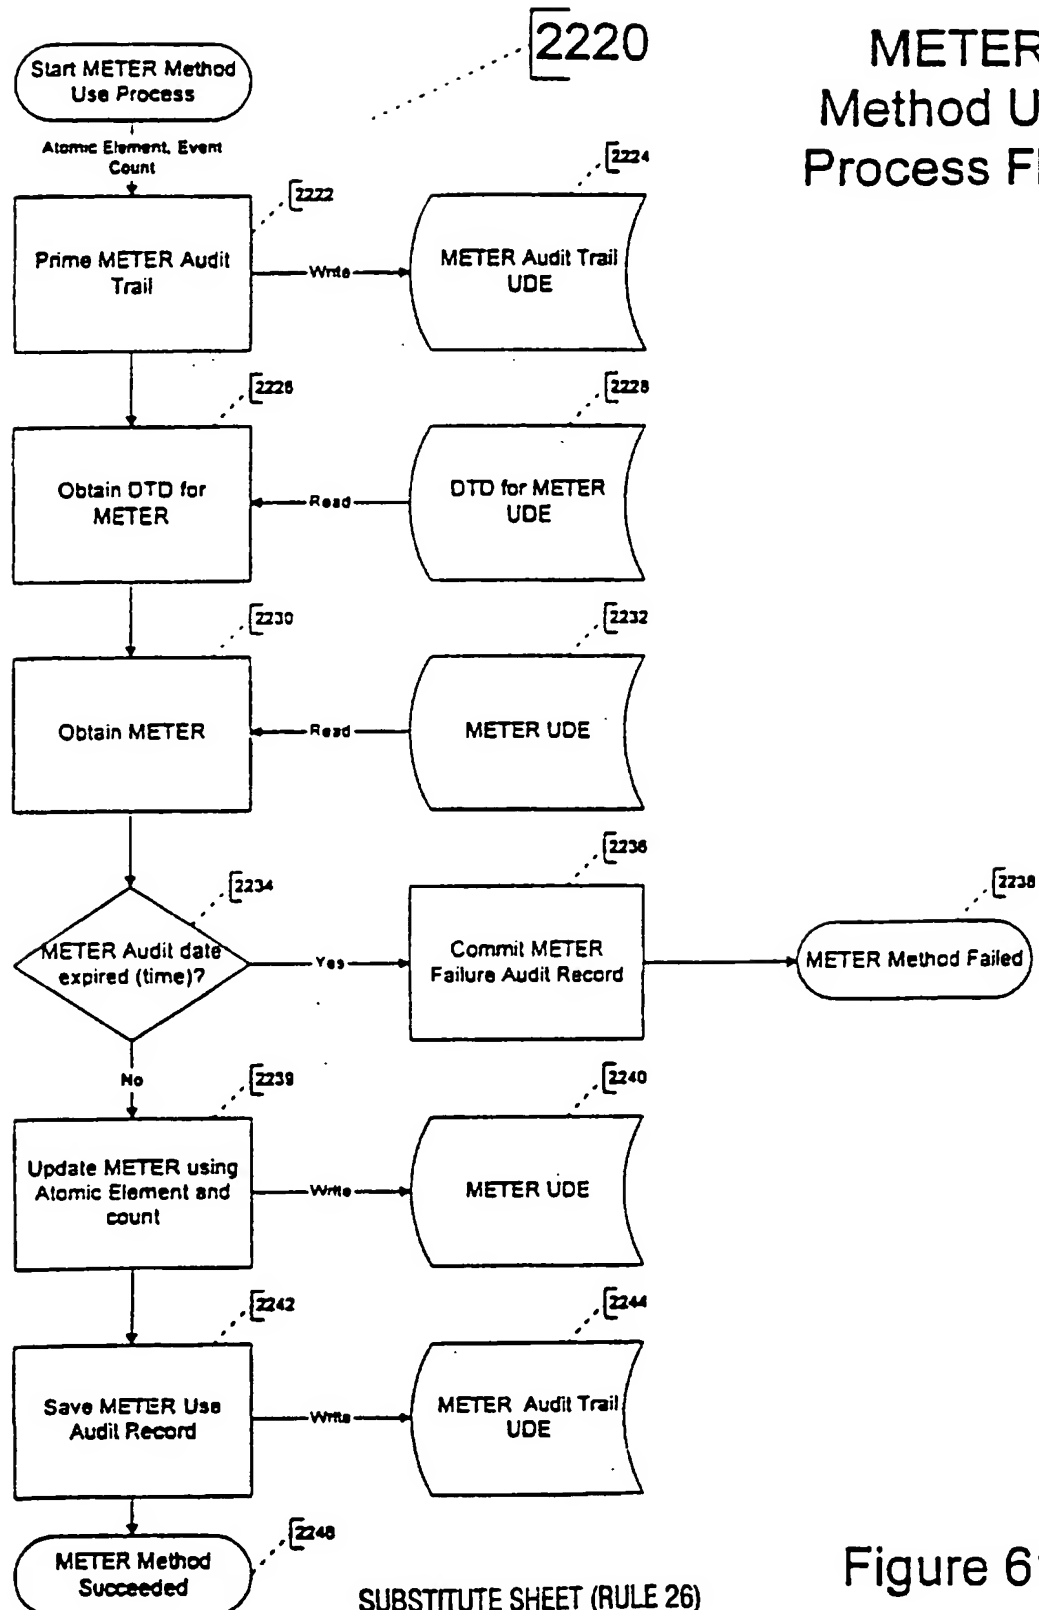 2220
METER
Method U
Process Fl
Start METER Method
Use Process
Atomic Element, Event
Count
2222
2224
Prime METER Audit
Trail
Write
METER Audit Trail
UDE
2226
2228
Obtain DTD for
METER
Read
DTD for METER
UDE
2230
2232
Obtain METER
Read
METER UDE
2234
2236
2238
METER Audit date
expired (time)?
Yes
Commit METER
Failure Audit Record
METER Method Failed
No
2239
2240
Update METER using
Atomic Element and
count
Write
METER UDE
2242
2244
Save METER Use
Audit Record
Write
METER Audit Trail
UDE
2246
METER Method
Succeeded
SUBSTITUTE SHEET (RULE 26)
Figure 61